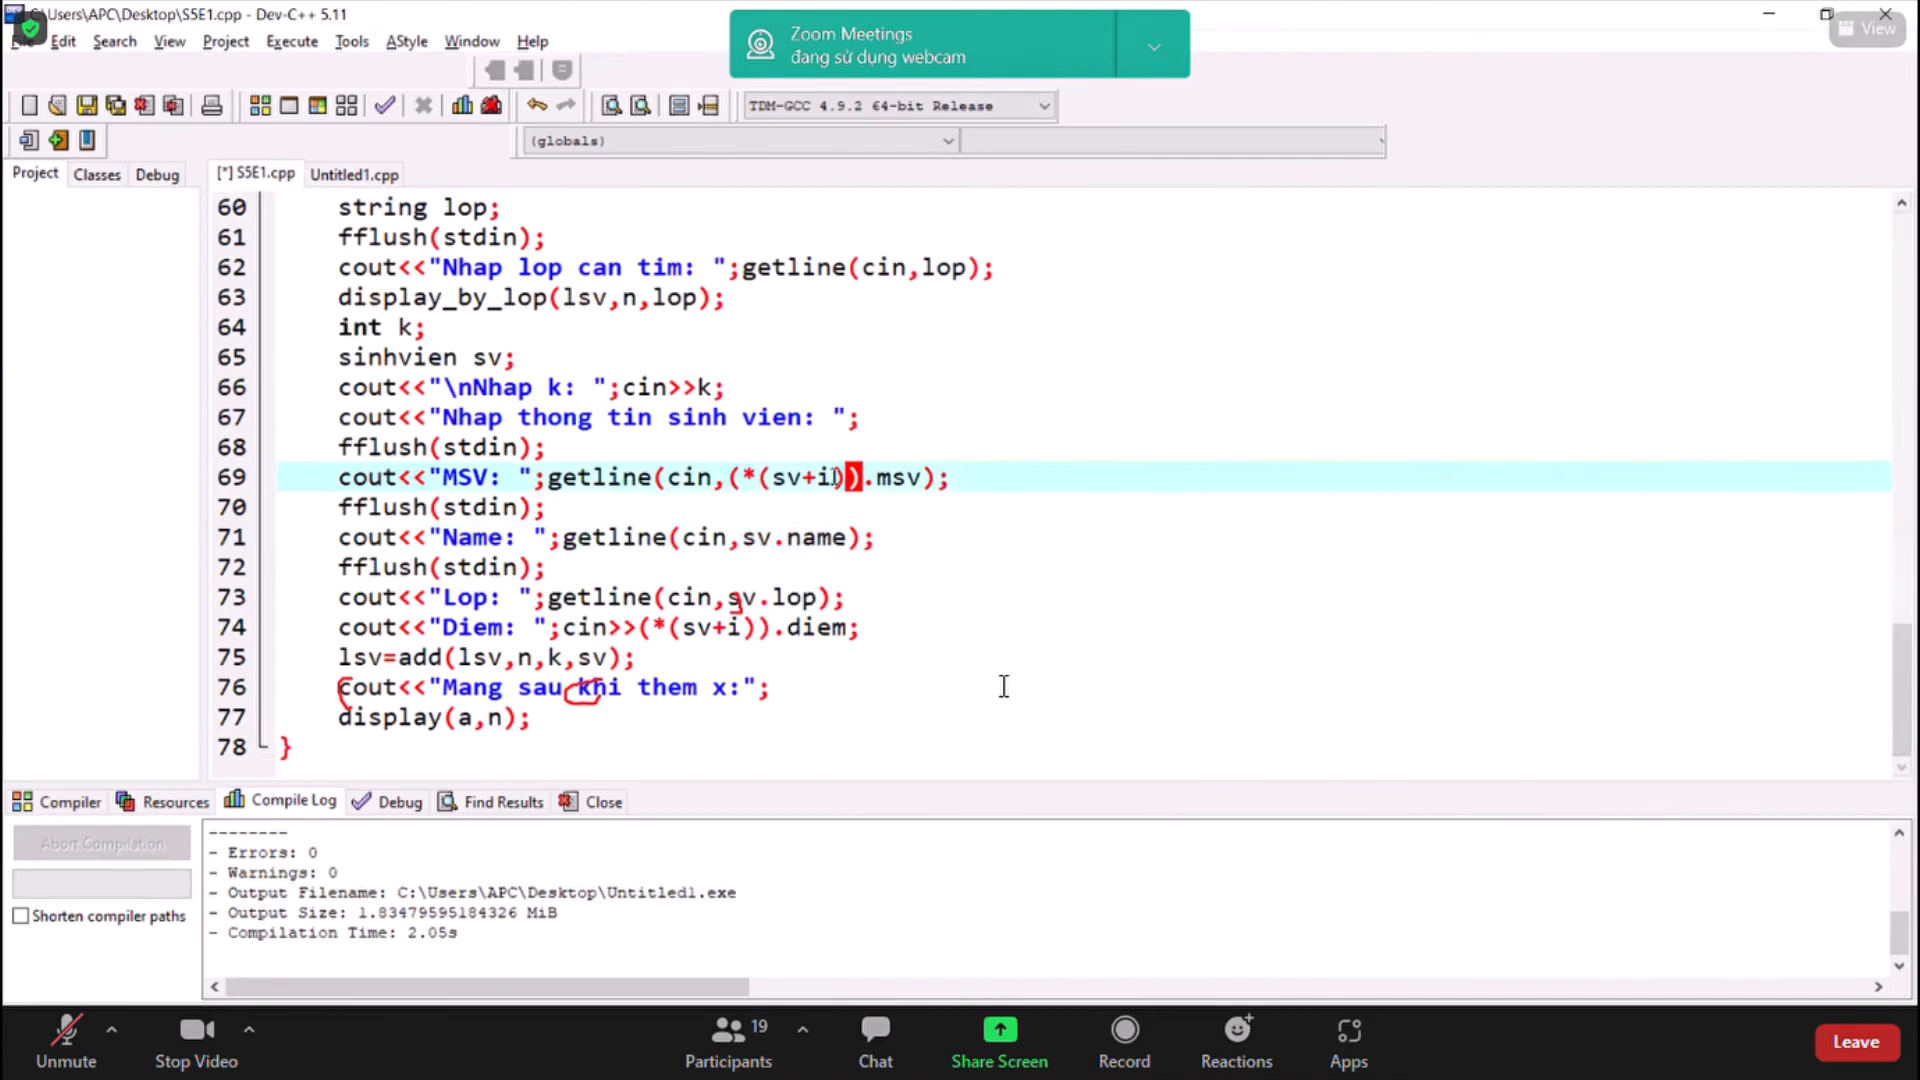 C:\Users\APC\Desktop\S5E1.cpp - Dev-C++ 5.11
Edit Search View Project Execute Tools AStyle Window Help
Zoom Meetings
đang sử dụng webcam
View
TDM-GCC 4.9.2 64-bit Release
(globals)
Project Classes Debug
[*] S5E1.cpp Untitled1.cpp
60 string lop;
61 fflush(stdin);
62 cout<<"Nhap lop can tim: ";getline(cin,lop);
63 display_by_lop(lsv,n,lop);
64 int k;
65 sinhvien sv;
66 cout<<"\nNhap k: ";cin>>k;
67 cout<<"Nhap thong tin sinh vien: ";
68 fflush(stdin);
69 cout<<"MSV: ";getline(cin,(*(sv+i)).msv);
70 fflush(stdin);
71 cout<<"Name: ";getline(cin,sv.name);
72 fflush(stdin);
73 cout<<"Lop: ";getline(cin,sv.lop);
74 cout<<"Diem: ";cin>>(*(sv+i)).diem;
75 lsv=add(lsv,n,k,sv);
76 cout<<"Mang sau khi them x:";
77 display(a,n);
78 }
Compiler Resources Compile Log Debug Find Results Close
Abort Compilation
Shorten compiler paths
--------
- Errors: 0
- Warnings: 0
- Output Filename: C:\Users\APC\Desktop\Untitled1.exe
- Output Size: 1.83479595184326 MiB
- Compilation Time: 2.05s
Unmute
Stop Video
Participants
19
Chat
Share Screen
Record
Reactions
Apps
Leave